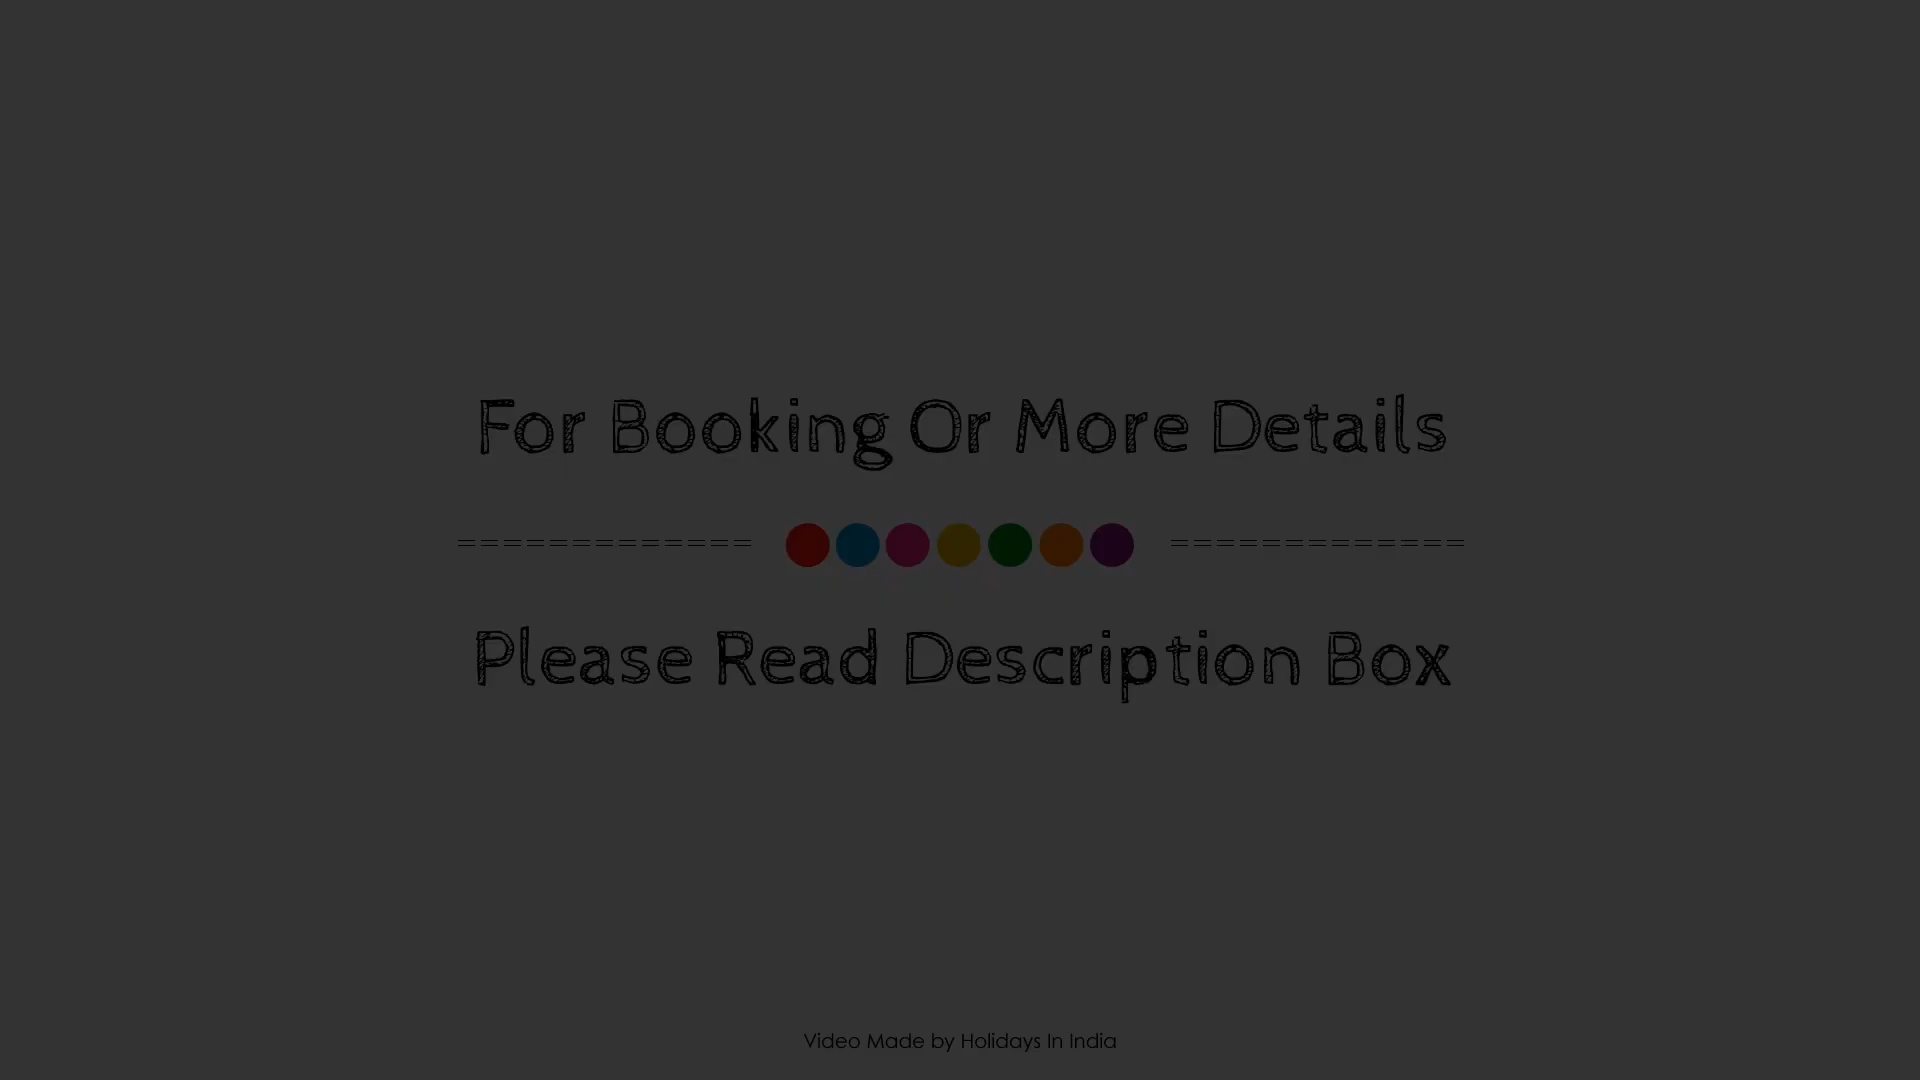 For Booking Or More Details
============= =============
Please Read Description Box
Video Made by Holidays In India